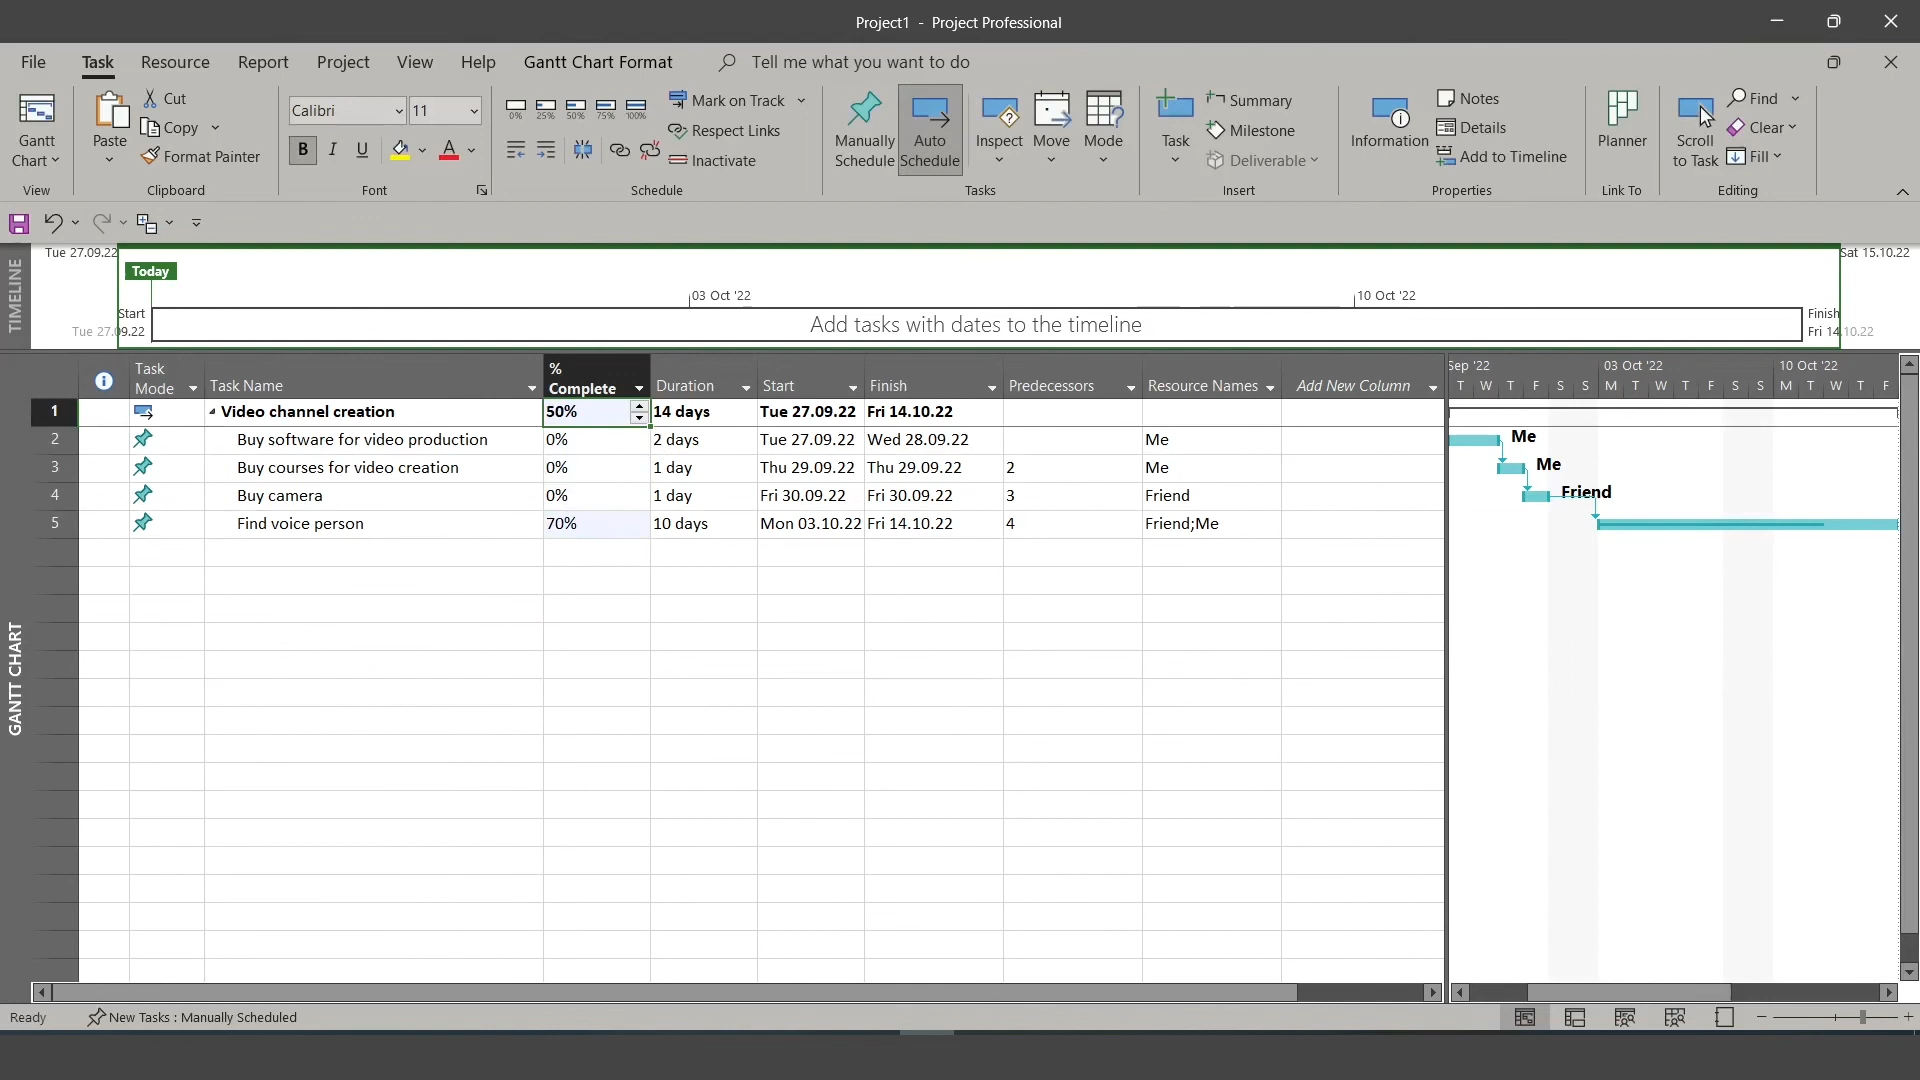 Project1 - Project Professional
File Task Resource Report Project View Help Gantt Chart Format Tell me what you want to do
Gantt
Chart
View
Paste
Cut
Copy
Format Painter
Clipboard
Calibri 11
B I U A
Font
0% 25% 50% 75% 100%
Mark on Track
Respect Links
Inactivate
Schedule
Manually
Schedule
Auto
Schedule
Inspect
Move
Mode
Tasks
Task
Summary
Milestone
Deliverable
Insert
Information
Notes
Details
Add to Timeline
Properties
Planner
Link To
Scroll
to Task
Find
Clear
Fill
Editing
TIMELINE
Tue 27.09.22
Sat 15.10.22
Today
03 Oct '22
10 Oct '22
Start
Tue 27.09.22
Add tasks with dates to the timeline
Finish
Fri 14.10.22
GANTT CHART
Task
Mode
Task Name
%
Complete
Duration
Start
Finish
Predecessors
Resource Names
Add New Column
Sep '22 03 Oct '22 10 Oct '22
T W T F S S M T W T F S S M T W T F
1 Video channel creation 50% 14 days Tue 27.09.22 Fri 14.10.22
2 Buy software for video production 0% 2 days Tue 27.09.22 Wed 28.09.22 Me
3 Buy courses for video creation 0% 1 day Thu 29.09.22 Thu 29.09.22 2 Me
4 Buy camera 0% 1 day Fri 30.09.22 Fri 30.09.22 3 Friend
5 Find voice person 70% 10 days Mon 03.10.22 Fri 14.10.22 4 Friend;Me
Me
Me
Friend
Ready New Tasks : Manually Scheduled